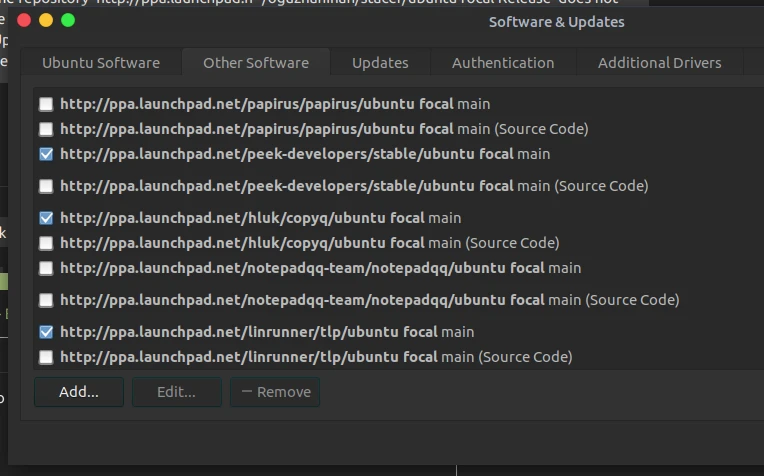 Software & Updates
Ubuntu Software
Other Software
Updates
Authentication
Additional Drivers
http://ppa.launchpad.net/papirus/papirus/ubuntu focal main
http://ppa.launchpad.net/papirus/papirus/ubuntu focal main (Source Code)
http://ppa.launchpad.net/peek-developers/stable/ubuntu focal main
http://ppa.launchpad.net/peek-developers/stable/ubuntu focal main (Source Code)
http://ppa.launchpad.net/hluk/copyq/ubuntu focal main
http://ppa.launchpad.net/hluk/copyq/ubuntu focal main (Source Code)
http://ppa.launchpad.net/notepadqq-team/notepadqq/ubuntu focal main
http://ppa.launchpad.net/notepadqq-team/notepadqq/ubuntu focal main (Source Code)
http://ppa.launchpad.net/linrunner/tlp/ubuntu focal main
http://ppa.launchpad.net/linrunner/tlp/ubuntu focal main (Source Code)
Add...
Edit...
Remove